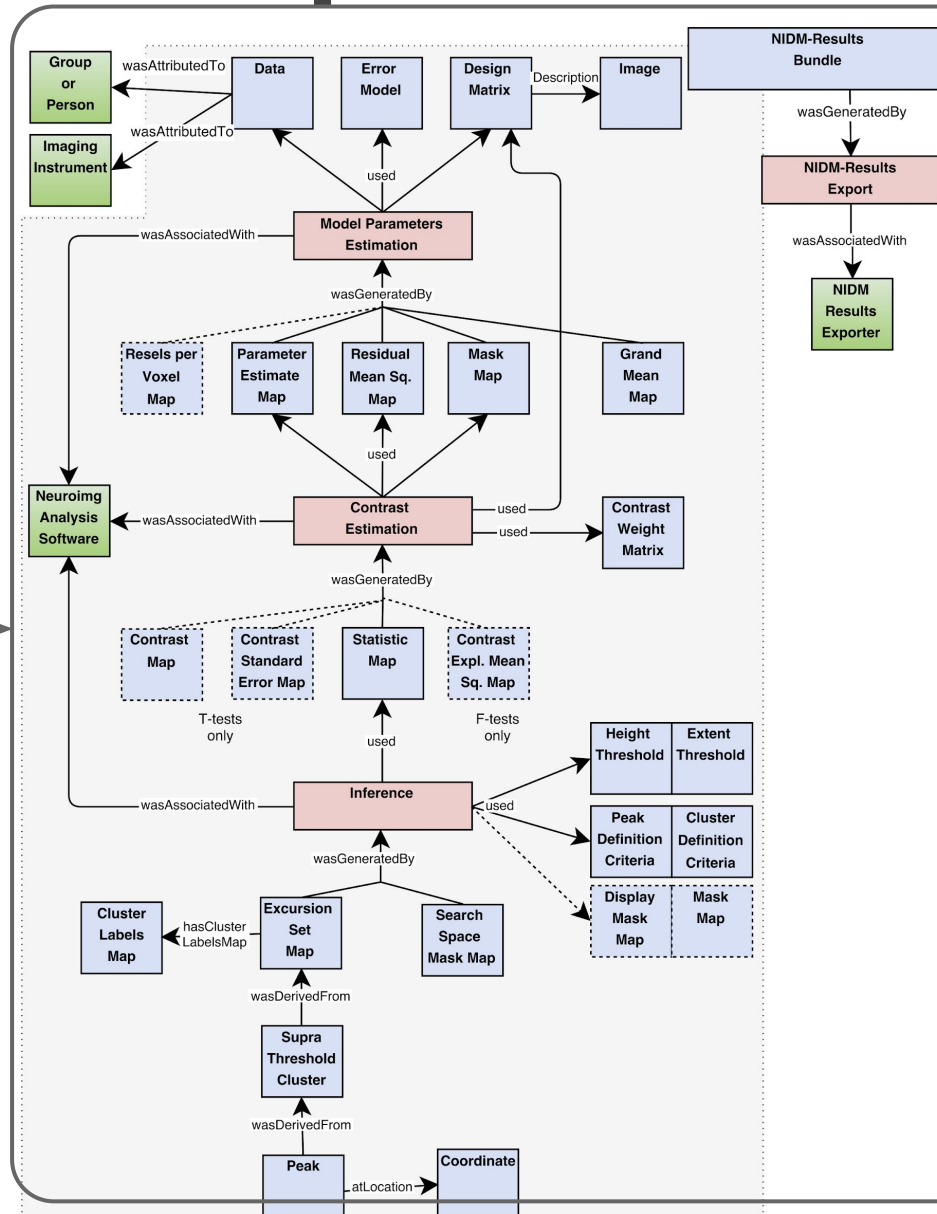 NIDM-Results
Bundle
wasGeneratedBy
NIDM-Results
Export
wasAssociatedWith
NIDM
Results
Exporter
Group
or
Person
wasAttributedTo
Imaging
Instrument
wasAttributedTo
Data
Error
Model
Design
Matrix
Description
Image
used
Model Parameters
Estimation
wasAssociatedWith
wasGeneratedBy
Resels per
Voxel
Map
Parameter
Estimate
Map
Residual
Mean Sq.
Map
Mask
Map
Grand
Mean
Map
used
Neuroimg
Analysis
Software
wasAssociatedWith
Contrast
Estimation
used
used
Contrast
Weight
Matrix
wasGeneratedBy
Contrast
Map
Contrast
Standard
Error Map
Statistic
Map
Contrast
Expl. Mean
Sq. Map
T-tests
only
F-tests
only
used
Height
Threshold
Extent
Threshold
wasAssociatedWith
Inference
used
Peak
Definition
Criteria
Cluster
Definition
Criteria
wasGeneratedBy
Display
Mask
Map
Mask
Map
Cluster
Labels
Map
hasCluster
LabelsMap
Excursion
Set
Map
Search
Space
Mask Map
wasDerivedFrom
Supra
Threshold
Cluster
wasDerivedFrom
Peak
atLocation
Coordinate